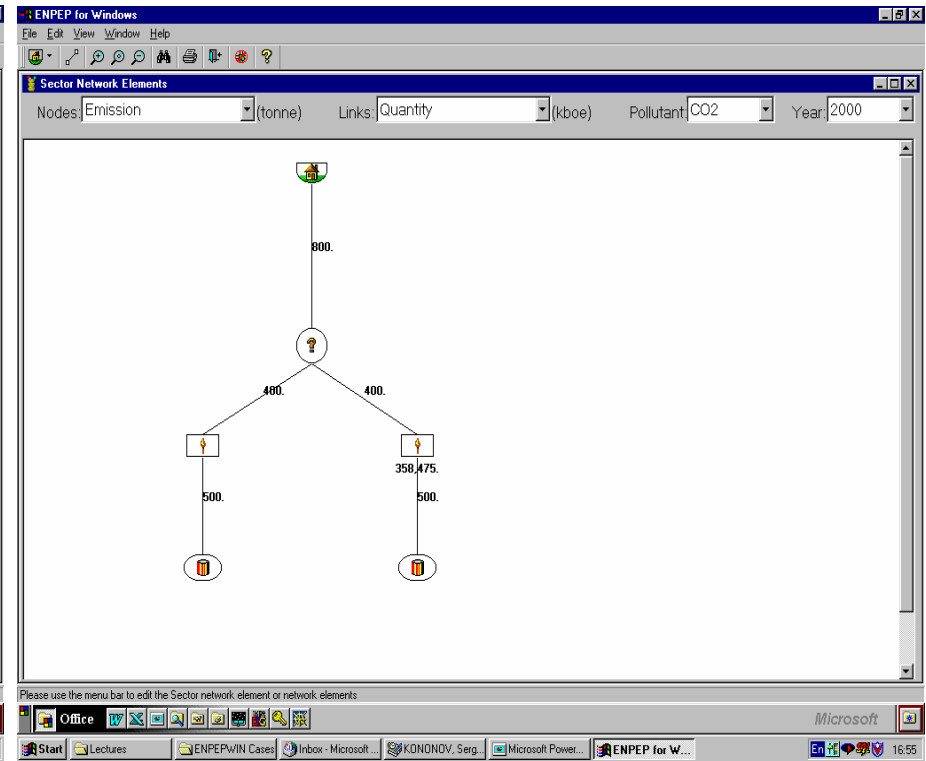 ENPEP for Windows
File Edit View Window Help
Sector Network Elements
Nodes: Emission (tonne) Links: Quantity (kboe) Pollutant: CO2 Year: 2000
800.
400. 400.
358,475.
500. 500.
Please use the menu bar to edit the Sector network element or network elements
Office Microsoft
Start Lectures ENPEPWIN Cases Inbox - Microsoft ... KONONOV, Serg... Microsoft Power... ENPEP for W... En 16:55